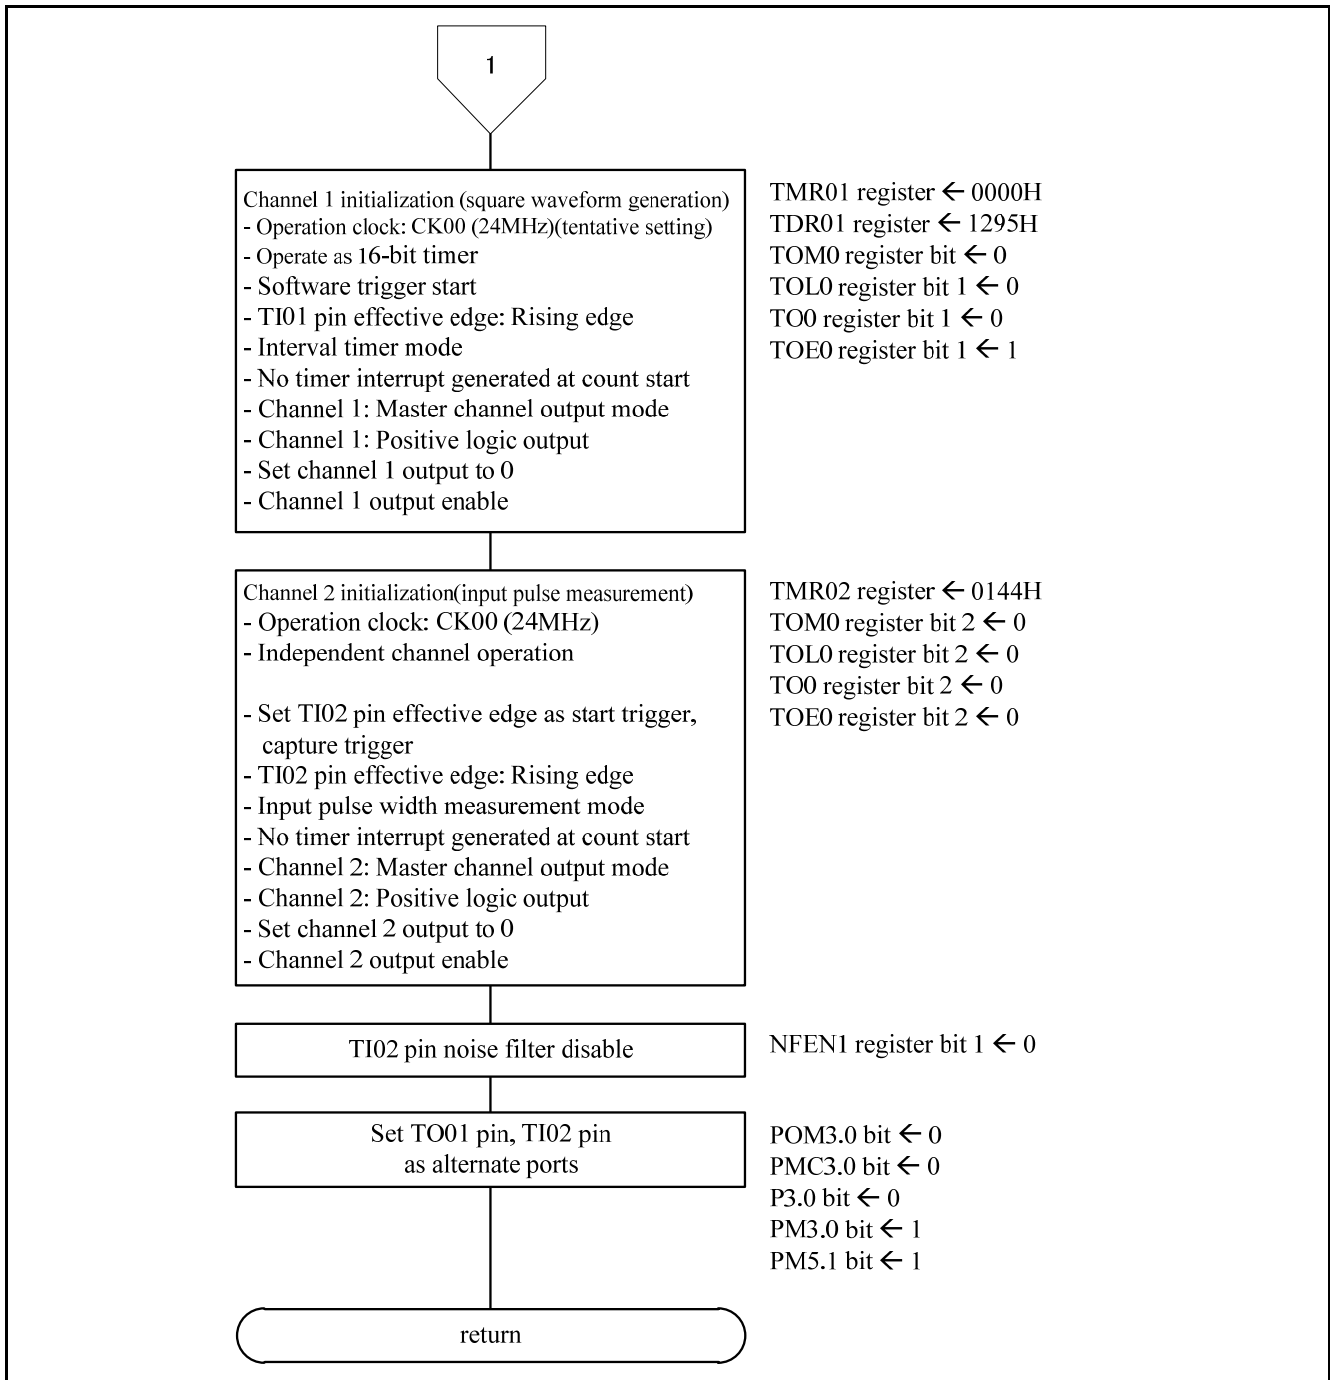 1
Channel 1 initialization (square waveform generation)
- Operation clock: CK00 (24MHz)(tentative setting)
- Operate as 16-bit timer
- Software trigger start
- TI01 pin effective edge: Rising edge
- Interval timer mode
- No timer interrupt generated at count start
- Channel 1: Master channel output mode
- Channel 1: Positive logic output
- Set channel 1 output to 0
- Channel 1 output enable
TMR01 register ← 0000H
TDR01 register ← 1295H
TOM0 register bit ← 0
TOL0 register bit 1 ← 0
TO0 register bit 1 ← 0
TOE0 register bit 1 ← 1
Channel 2 initialization(input pulse measurement)
- Operation clock: CK00 (24MHz)
- Independent channel operation
- Set TI02 pin effective edge as start trigger,
capture trigger
- TI02 pin effective edge: Rising edge
- Input pulse width measurement mode
- No timer interrupt generated at count start
- Channel 2: Master channel output mode
- Channel 2: Positive logic output
- Set channel 2 output to 0
- Channel 2 output enable
TMR02 register ← 0144H
TOM0 register bit 2 ← 0
TOL0 register bit 2 ← 0
TO0 register bit 2 ← 0
TOE0 register bit 2 ← 0
TI02 pin noise filter disable
NFEN1 register bit 1 ← 0
Set TO01 pin, TI02 pin
as alternate ports
POM3.0 bit ← 0
PMC3.0 bit ← 0
P3.0 bit ← 0
PM3.0 bit ← 1
PM5.1 bit ← 1
return